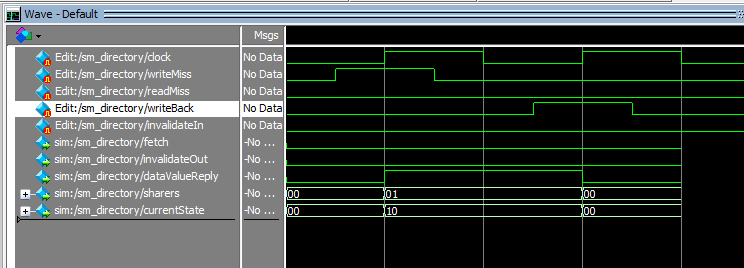 Wave - Default
Msgs
Edit:/sm_directory/clock No Data
Edit:/sm_directory/writeMiss No Data
Edit:/sm_directory/readMiss No Data
Edit:/sm_directory/writeBack No Data
Edit:/sm_directory/invalidateIn No Data
sim:/sm_directory/fetch -No ...
sim:/sm_directory/invalidateOut -No ...
sim:/sm_directory/dataValueReply -No ...
sim:/sm_directory/sharers -No ... 00 01 00
sim:/sm_directory/currentState -No ... 00 10 00